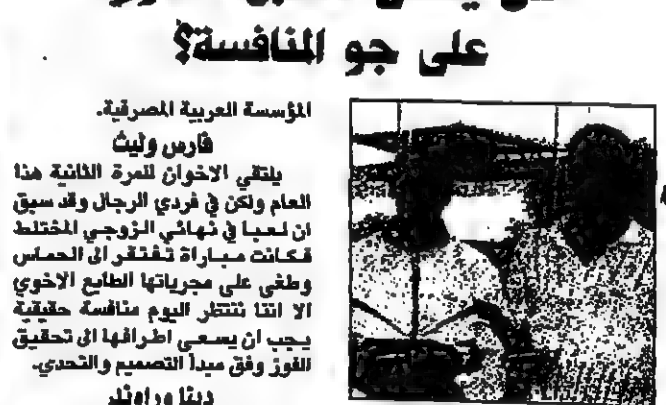 على جو المنافسة؟
المؤسسة العربية المصرفية.
فارس وليث
يلتقي الاخوان للمرة الثانية هذا
العام ولكن في فردي الرجال وقد سبق
ان لعبا في نهائي الزوجي المختلط
فكانت مباراة تفتقر الى الحماس
وطغى على مجرياتها الطابع الاخوي
الا اننا ننتظر اليوم منافسة حقيقية
يجب ان يسعى اطرافها الى تحقيق
الفوز وفق مبدأ التصميم والتحدي.
دينا وراوند